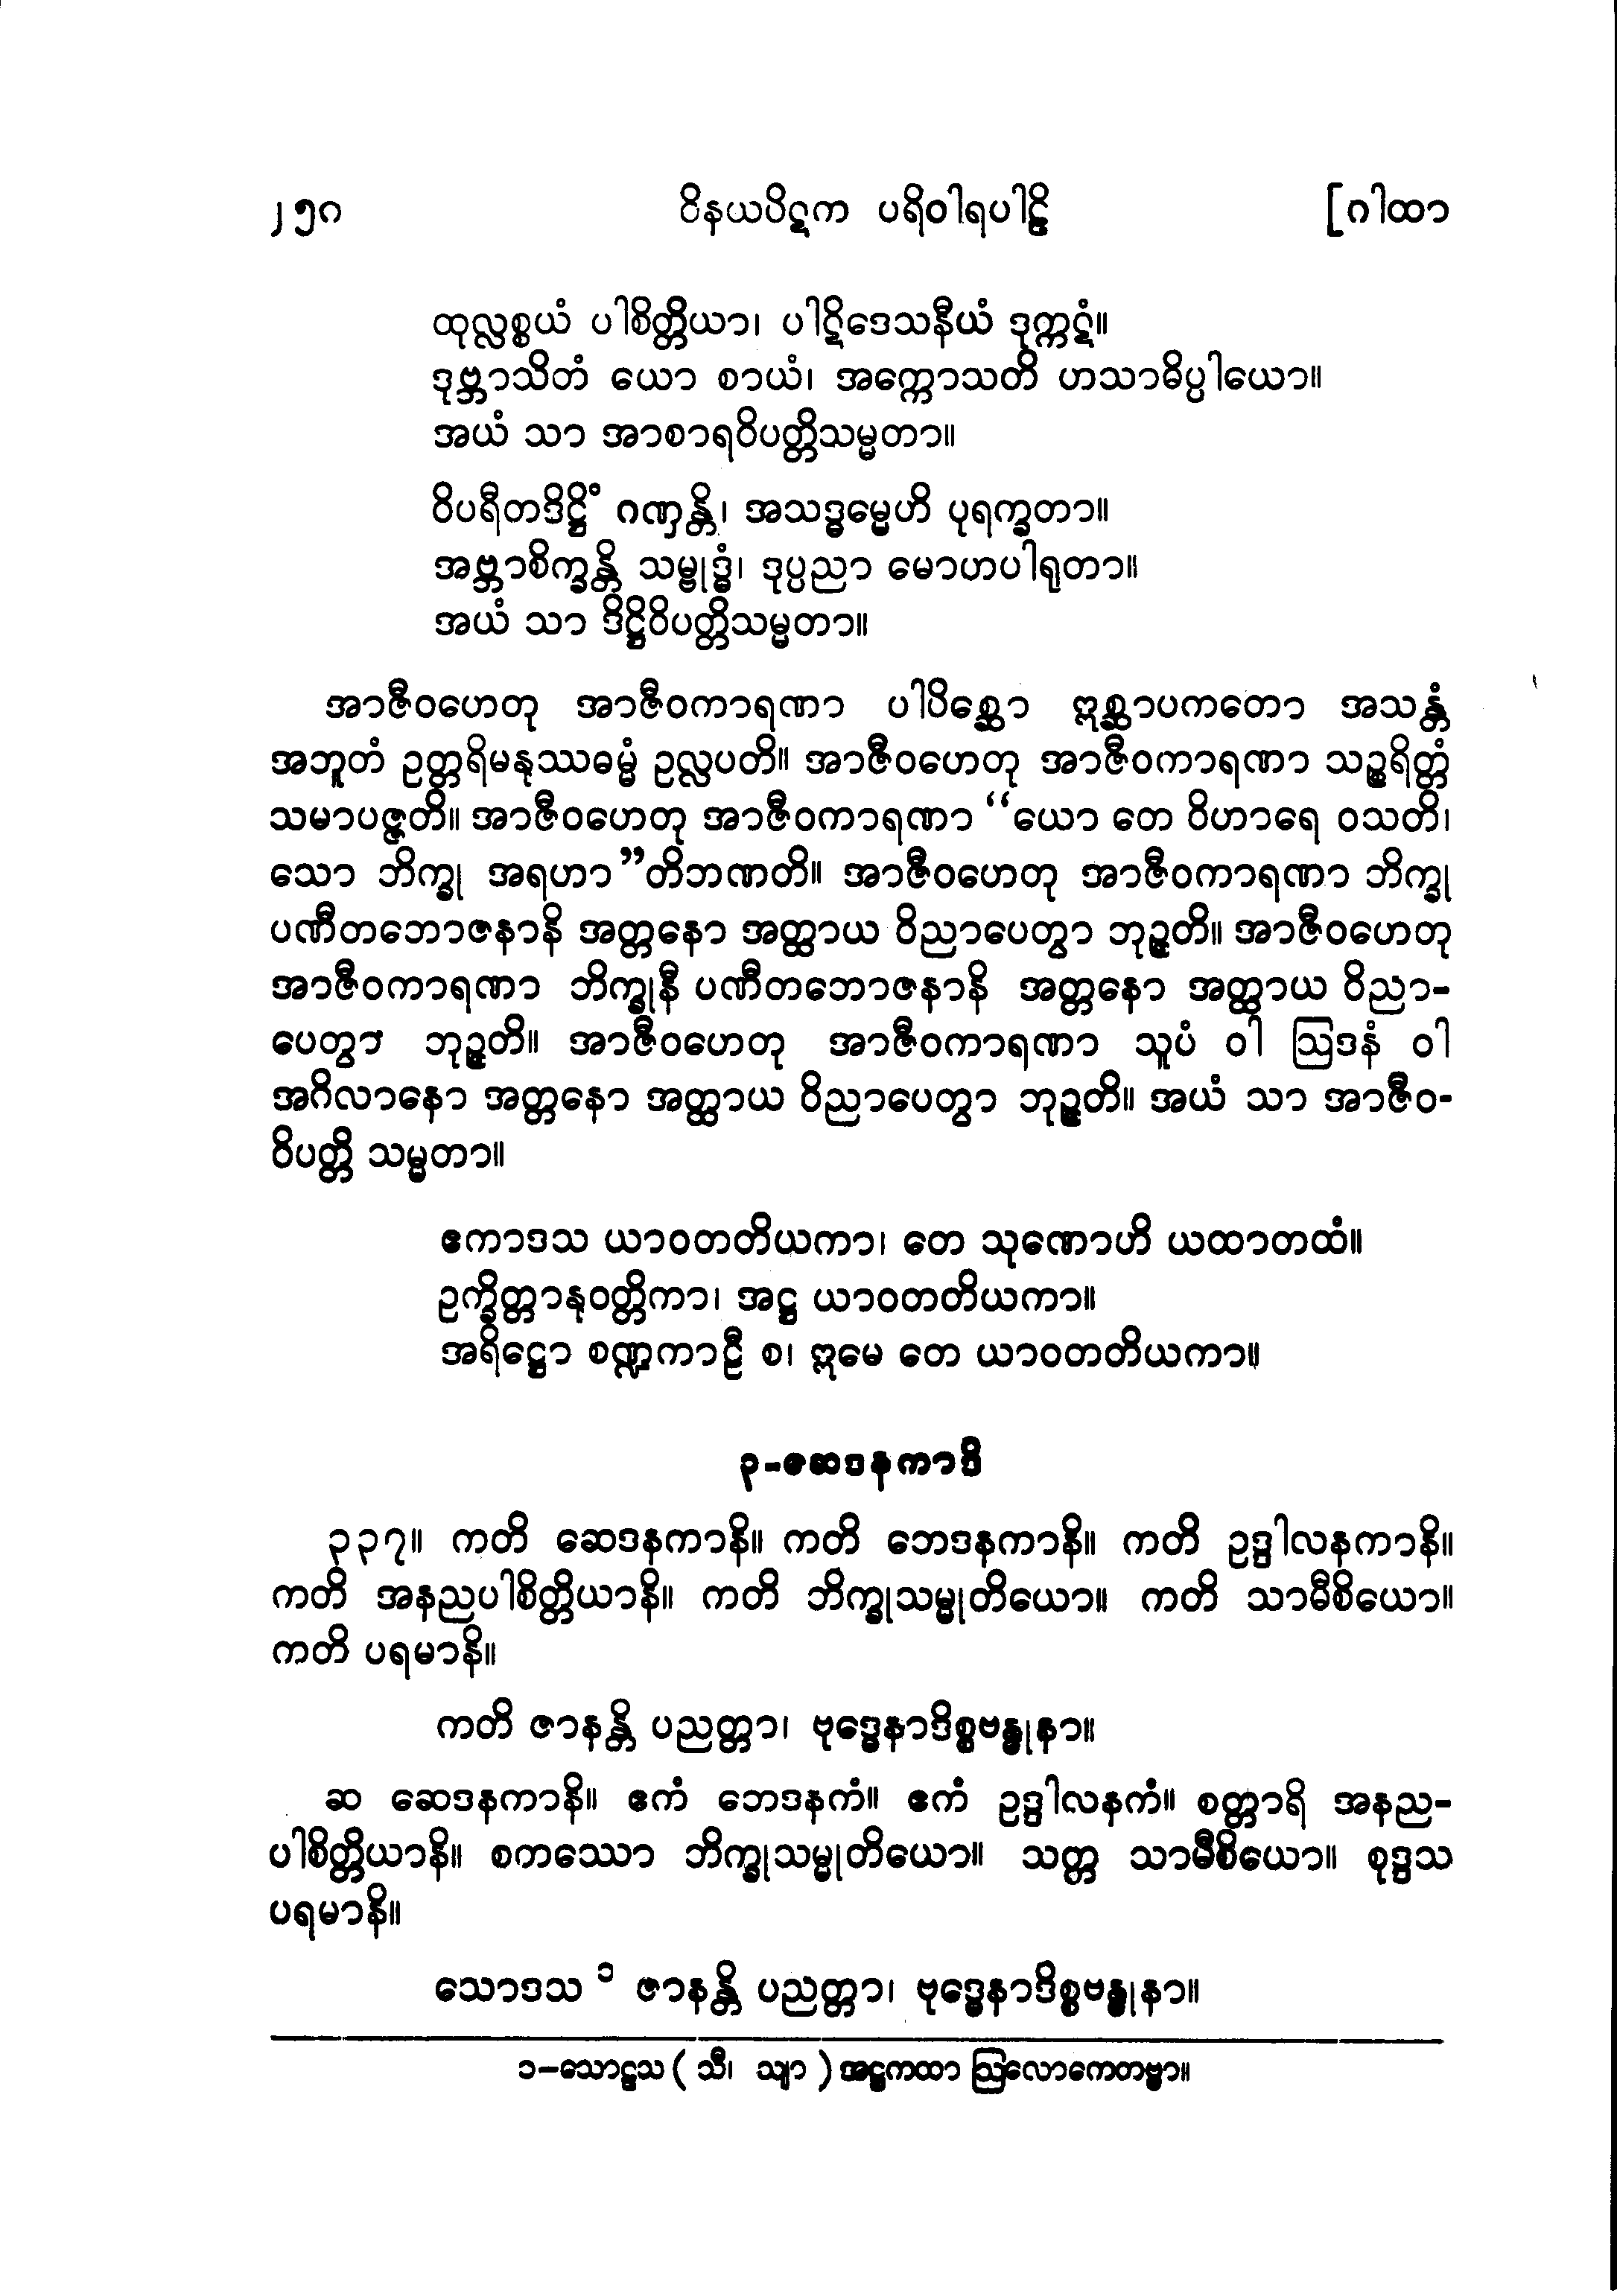 ၂၅၈ ဝိနယပိဋက ပရိဝါရပါဠိ [ဂါထာ
ထုလ္လစ္စယံ ပါစိတ္တိယာ၊ ပါဋိဒေသနီယံ ဒုက္ကဋံ။
ဒုဗ္ဘာသိတံ ယော စာယံ၊ အက္ကောသတိ ဟသာဓိပ္ပါယော။
အယံ သာ အာစာရဝိပတ္တိသမ္မတာ။
ဝိပရီတဒိဋ္ဌိံ ဂဏှန္တိ၊ အသဒ္ဓမ္မေဟိ ပုရက္ခတာ။
အဗ္ဘာစိက္ခန္တိ သမ္ဗုဒ္ဓံ၊ ဒုပ္ပညာ မောဟပါရုတာ။
အယံ သာ ဒိဋ္ဌိဝိပတ္တိသမ္မတာ။
အာဇီဝဟေတု အာဇီဝကာရဏာ ပါပိစ္ဆော ဣစ္ဆာပကတော အသန္တံ
အဘူတံ ဥတ္တရိမနုဿဓမ္မံ ဥလ္လပတိ။ အာဇီဝဟေတု အာဇီဝကာရဏာ သဉ္စရိတ္တံ
သမာပဇ္ဇတိ။ အာဇီဝဟေတု အာဇီဝကာရဏာ “ယော တေ ဝိဟာရေ ဝသတိ၊
သော ဘိက္ခု အရဟာ”တိဘဏတိ။ အာဇီဝဟေတု အာဇီဝကာရဏာ ဘိက္ခု
ပဏီတဘောဇနာနိ အတ္တနော အတ္ထာယ ဝိညာပေတွာ ဘုဉ္ဇတိ။ အာဇီဝဟေတု
အာဇီဝကာရဏာ ဘိက္ခုနီ ပဏီတဘောဇနာနိ အတ္တနော အတ္ထာယ ဝိညာ-
ပေတွာ ဘုဉ္ဇတိ။ အာဇီဝဟေတု အာဇီဝကာရဏာ သူပံ ဝါ ဩဒနံ ဝါ
အဂိလာနော အတ္တနော အတ္ထာယ ဝိညာပေတွာ ဘုဉ္ဇတိ။ အယံ သာ အာဇီဝ-
ဝိပတ္တိ သမ္မတာ။
ဧကာဒသ ယာဝတတိယကာ၊ တေ သုဏောဟိ ယထာတထံ။
ဥက္ခိတ္တာနုဝတ္တိကာ၊ အဋ္ဌ ယာဝတတိယကာ။
အရိဋ္ဌော စဏ္ဍကာဠီ စ၊ ဣမေ တေ ယာဝတတိယကာ။
၃-ဆေဒနကာဒိ
၃၃၇။ ကတိ ဆေဒနကာနိ။ ကတိ ဘေဒနကာနိ။ ကတိ ဥဒ္ဒါလနကာနိ။
ကတိ အနညပါစိတ္တိယာနိ။ ကတိ ဘိက္ခုသမ္မုတိယော။ ကတိ သာမီစိယော။
ကတိ ပရမာနိ။
ကတိ ဇာနန္တိ ပညတ္တာ၊ ဗုဒ္ဓေနာဒိစ္စဗန္ဓုနာ။
ဆ ဆေဒနကာနိ။ ဧကံ ဘေဒနကံ။ ဧကံ ဥဒ္ဒါလနကံ။ စတ္တာရိ အနည-
ပါစိတ္တိယာနိ။ စကဿော ဘိက္ခုသမ္မုတိယော။ သတ္တ သာမီစိယော။ စုဒ္ဒသ
ပရမာနိ။
သောဒသ ၁ ဇာနန္တိ ပညတ္တာ၊ ဗုဒ္ဓေနာဒိစ္စဗန္ဓုနာ။
၁-သောဠသ (သီ၊ သျာ) အဋ္ဌကထာ ဩလောကေတဗ္ဗာ။